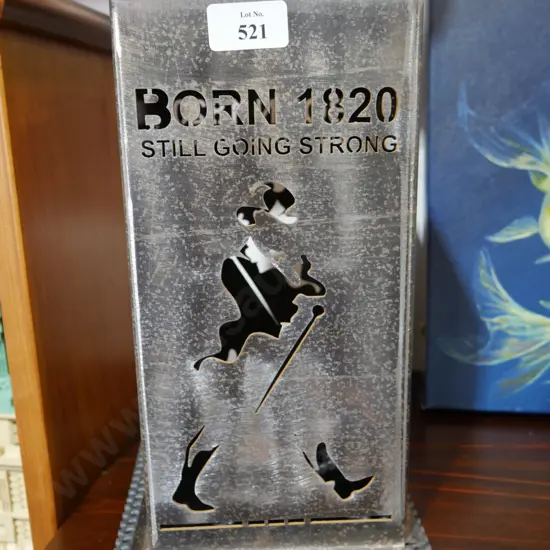 Lot No.
521
BORN 1820
STILL GOING STRONG